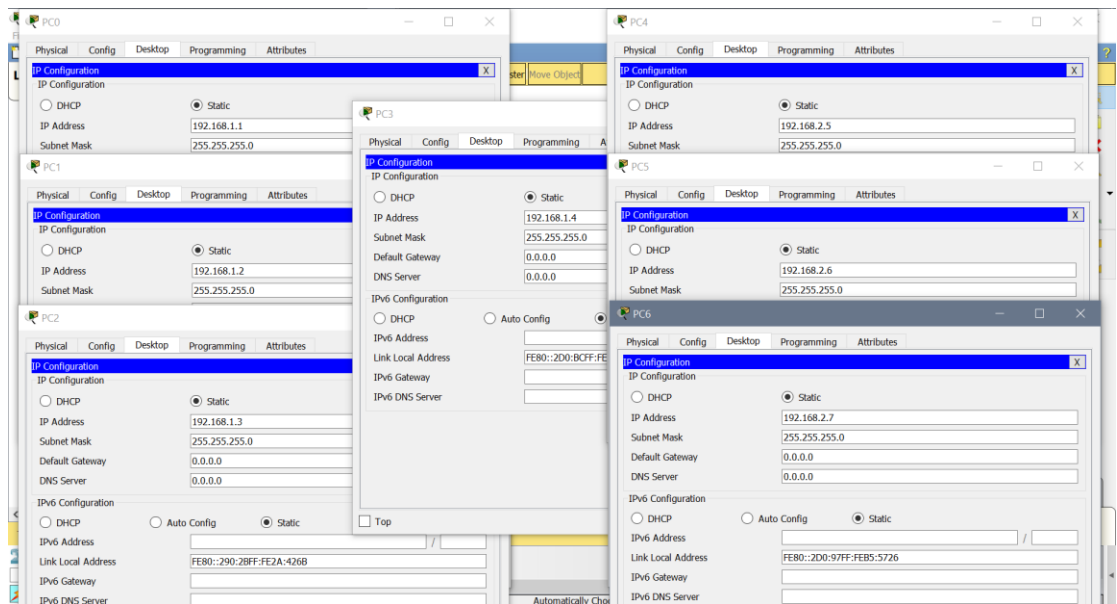 PC0
Physical Config Desktop Programming Attributes
IP Configuration X
IP Configuration
DHCP Static
IP Address 192.168.1.1
Subnet Mask 255.255.255.0
PC1
Physical Config Desktop Programming Attributes
IP Configuration
IP Configuration
DHCP Static
IP Address 192.168.1.2
Subnet Mask 255.255.255.0
PC2
Physical Config Desktop Programming Attributes
IP Configuration
IP Configuration
DHCP Static
IP Address 192.168.1.3
Subnet Mask 255.255.255.0
Default Gateway 0.0.0.0
DNS Server 0.0.0.0
IPv6 Configuration
DHCP Auto Config Static
IPv6 Address /
Link Local Address FE80::290:2BFF:FE2A:426B
IPv6 Gateway
IPv6 DNS Server
Move Object
PC3
Physical Config Desktop Programming A
IP Configuration
IP Configuration
DHCP Static
IP Address 192.168.1.4
Subnet Mask 255.255.255.0
Default Gateway 0.0.0.0
DNS Server 0.0.0.0
IPv6 Configuration
DHCP Auto Config
IPv6 Address
Link Local Address FE80::2D0:BCFF:FE
IPv6 Gateway
IPv6 DNS Server
Top
Automatically Choo
PC4
Physical Config Desktop Programming Attributes
IP Configuration X
IP Configuration
DHCP Static
IP Address 192.168.2.5
Subnet Mask 255.255.255.0
PC5
Physical Config Desktop Programming Attributes
IP Configuration X
IP Configuration
DHCP Static
IP Address 192.168.2.6
Subnet Mask 255.255.255.0
PC6
Physical Config Desktop Programming Attributes
IP Configuration X
IP Configuration
DHCP Static
IP Address 192.168.2.7
Subnet Mask 255.255.255.0
Default Gateway 0.0.0.0
DNS Server 0.0.0.0
IPv6 Configuration
DHCP Auto Config Static
IPv6 Address /
Link Local Address FE80::2D0:97FF:FEB5:5726
IPv6 Gateway
IPv6 DNS Server